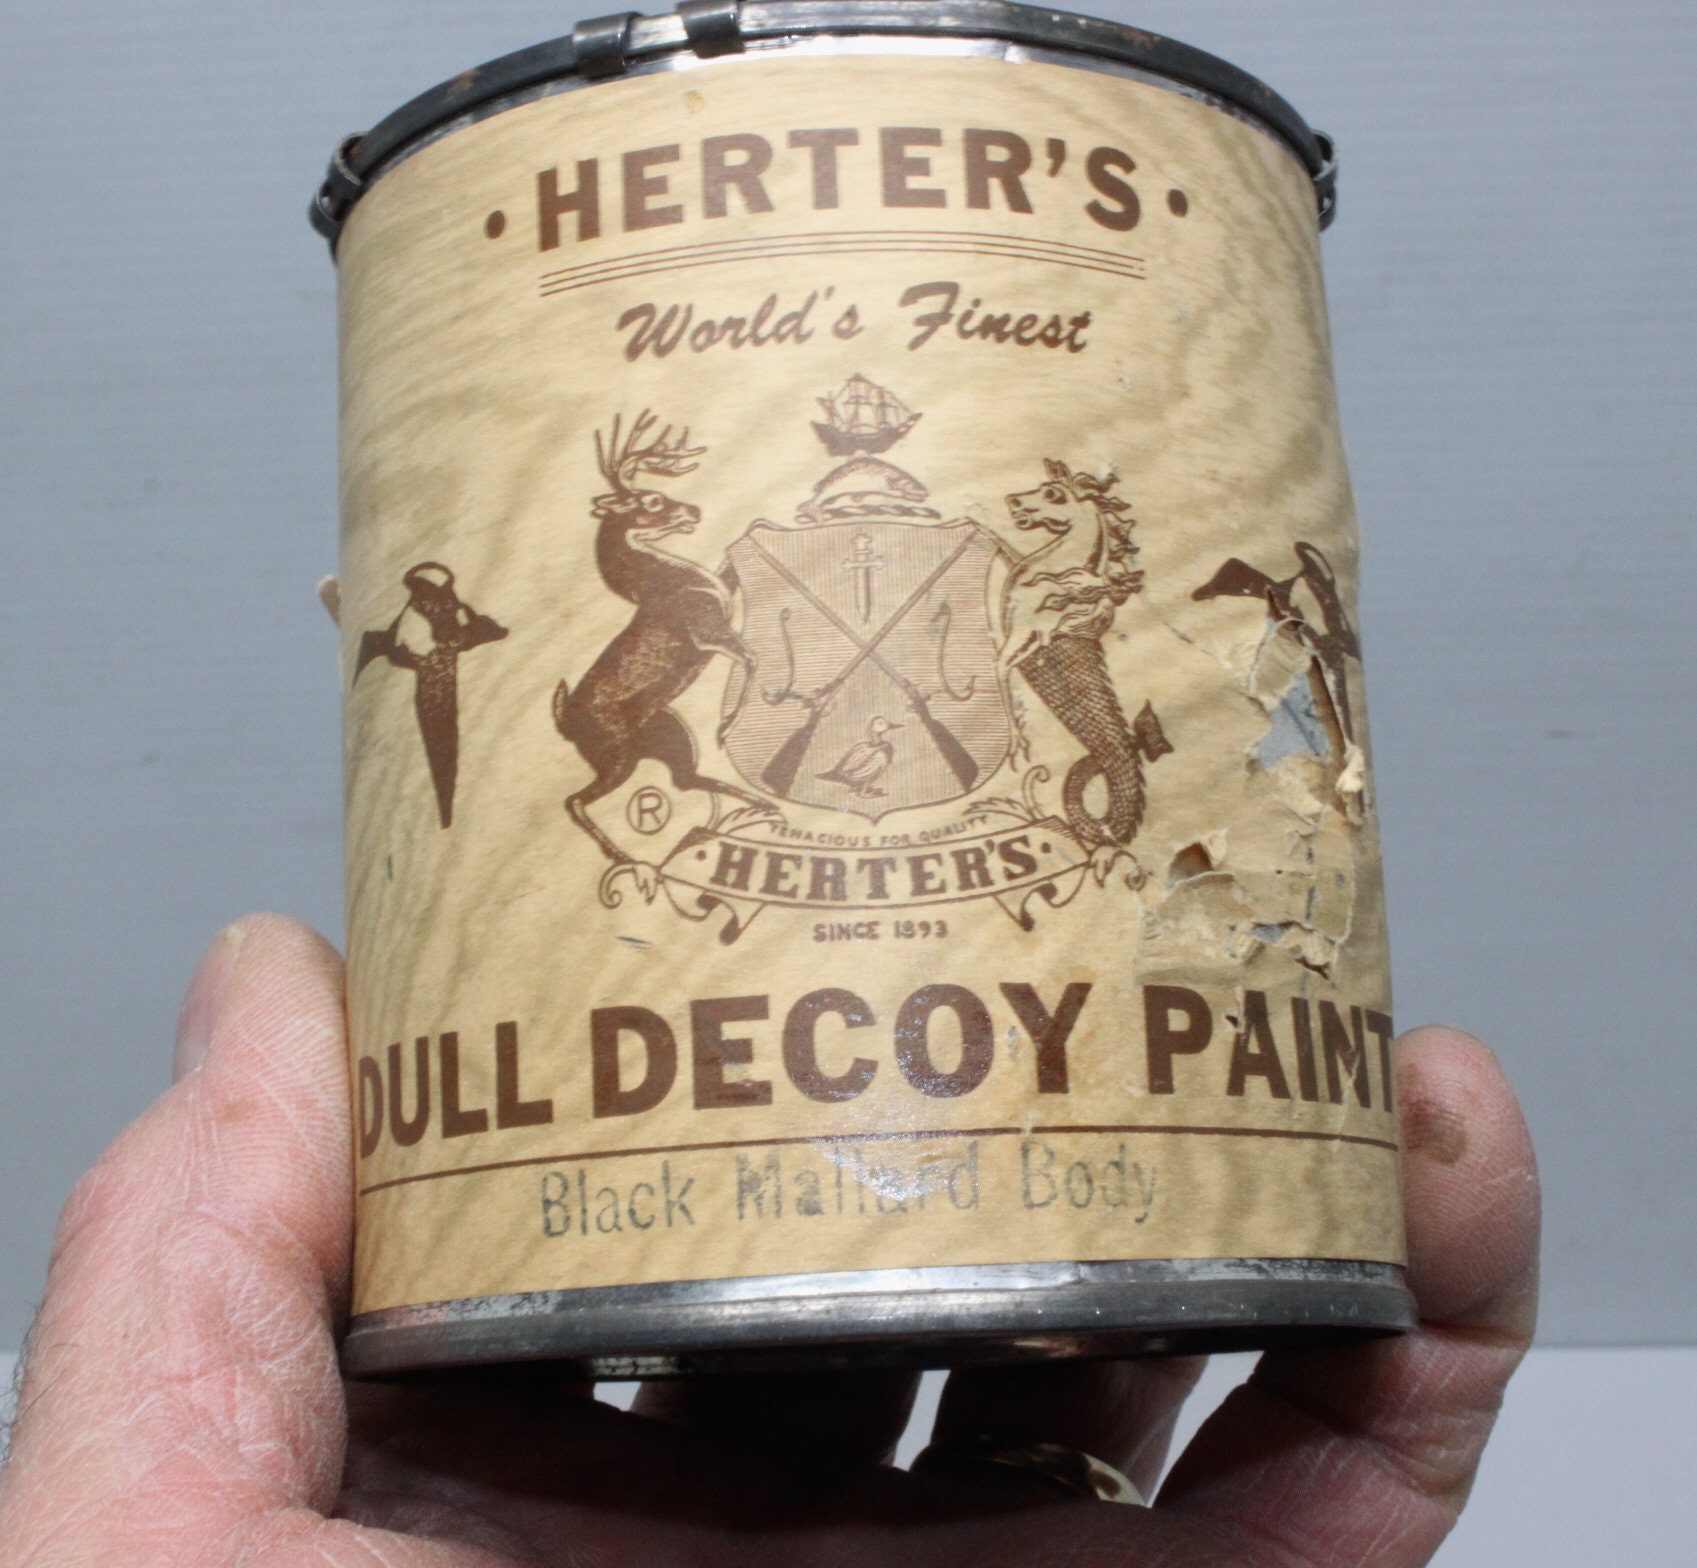 • HERTER'S •
World's Finest
®
TENACIOUS FOR QUALITY
• HERTER'S •
SINCE 1893
DULL DECOY PAINT
Black Mallard Body